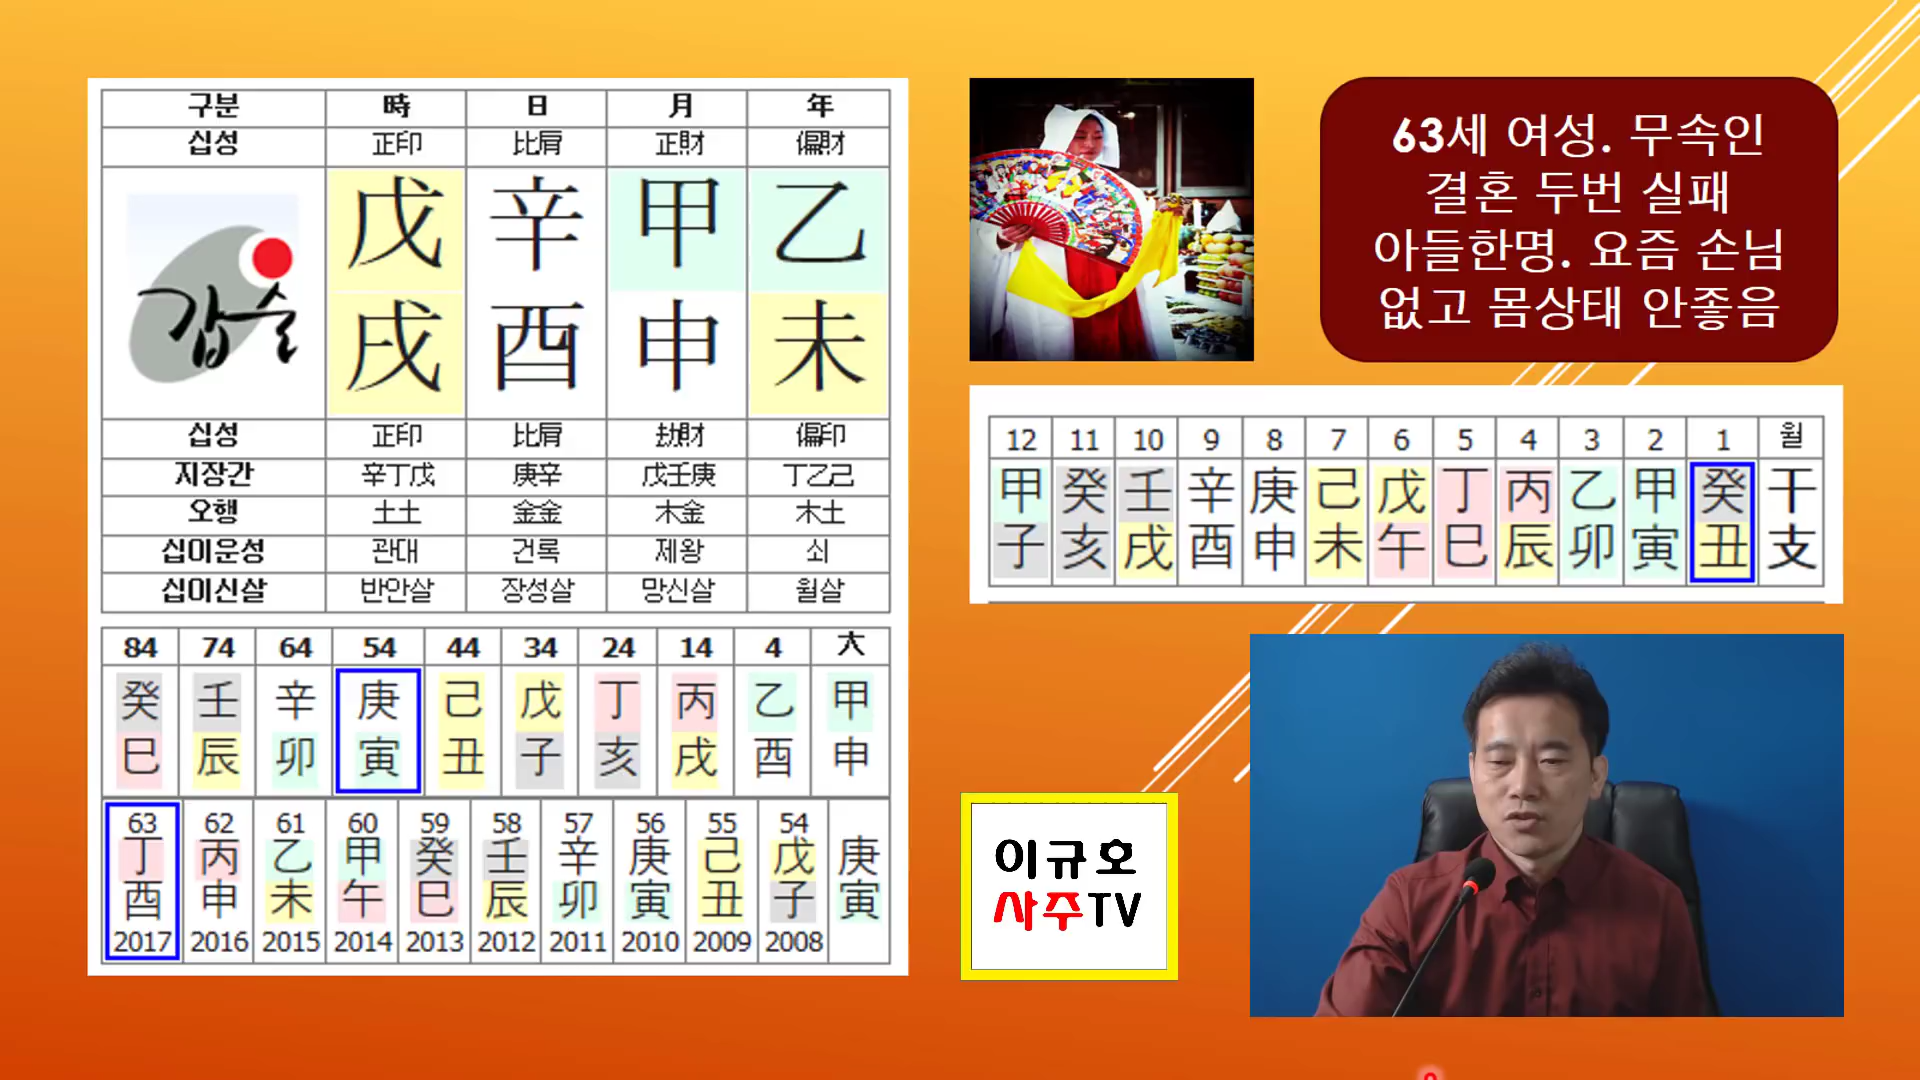 구분 時 日 月 年
십성 正印 比肩 正財 偏財
戊 辛 甲 乙
갑술
戌 酉 申 未
십성 正印 比肩 劫財 偏印
지장간 辛丁戊 庚辛 戊壬庚 丁乙己
오행 土土 金金 木金 木土
십이운성 관대 건록 제왕 쇠
십이신살 반안살 장성살 망신살 월살
84 74 64 54 44 34 24 14 4 六
癸 壬 辛 庚 己 戊 丁 丙 乙 甲
巳 辰 卯 寅 丑 子 亥 戌 酉 申
63 62 61 60 59 58 57 56 55 54
丁 丙 乙 甲 癸 壬 辛 庚 己 戊 庚
酉 申 未 午 巳 辰 卯 寅 丑 子 寅
2017 2016 2015 2014 2013 2012 2011 2010 2009 2008
63세 여성. 무속인
결혼 두번 실패
아들한명. 요즘 손님
없고 몸상태 안좋음
12 11 10 9 8 7 6 5 4 3 2 1 월
甲 癸 壬 辛 庚 己 戊 丁 丙 乙 甲 癸 干
子 亥 戌 酉 申 未 午 巳 辰 卯 寅 丑 支
이규호
사주TV